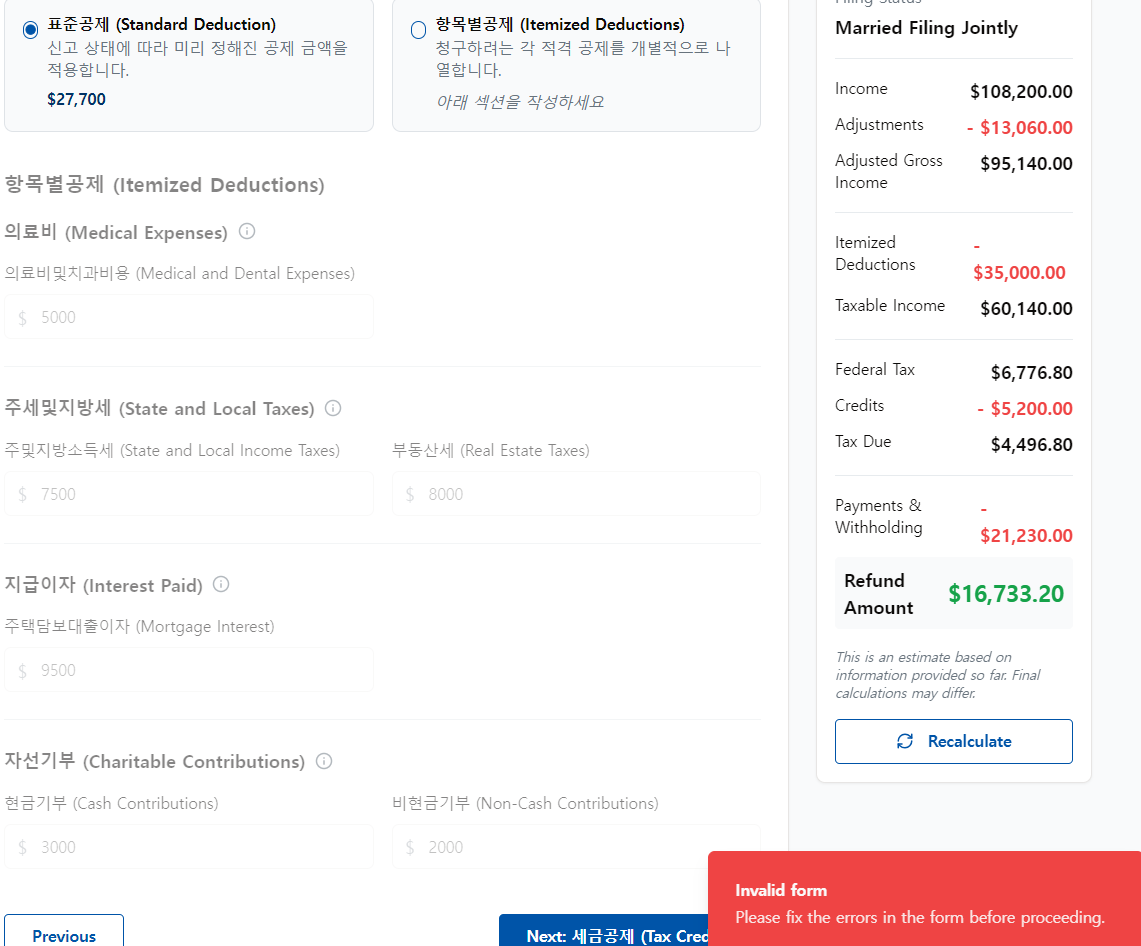 표준공제 (Standard Deduction)
신고 상태에 따라 미리 정해진 공제 금액을
적용합니다.
$27,700
항목별공제 (Itemized Deductions)
청구하려는 각 적격 공제를 개별적으로 나
열합니다.
아래 섹션을 작성하세요
항목별공제 (Itemized Deductions)
의료비 (Medical Expenses)
의료비및치과비용 (Medical and Dental Expenses)
$ 5000
주세및지방세 (State and Local Taxes)
주및지방소득세 (State and Local Income Taxes)
$ 7500
부동산세 (Real Estate Taxes)
$ 8000
지급이자 (Interest Paid)
주택담보대출이자 (Mortgage Interest)
$ 9500
자선기부 (Charitable Contributions)
현금기부 (Cash Contributions)
$ 3000
비현금기부 (Non-Cash Contributions)
$ 2000
Previous
Next: 세금공제 (Tax Cred
Filing Status
Married Filing Jointly
Income $108,200.00
Adjustments - $13,060.00
Adjusted Gross
Income
$95,140.00
Itemized
Deductions
-
$35,000.00
Taxable Income $60,140.00
Federal Tax $6,776.80
Credits - $5,200.00
Tax Due $4,496.80
Payments &
Withholding
-
$21,230.00
Refund
Amount
$16,733.20
This is an estimate based on
information provided so far. Final
calculations may differ.
Recalculate
Invalid form
Please fix the errors in the form before proceeding.